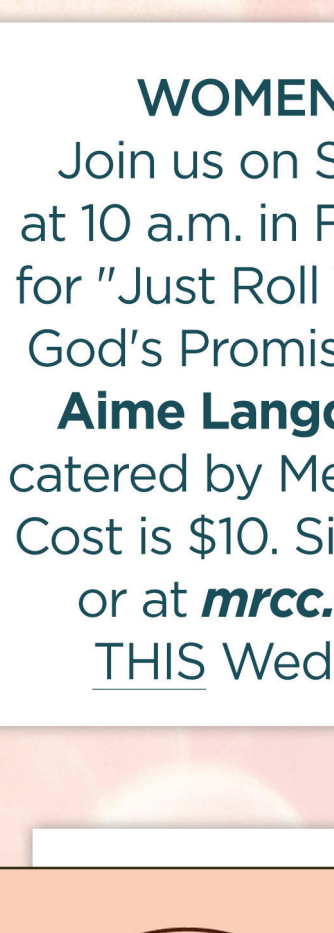 WOMEN
Join us on S
at 10 a.m. in F
for "Just Roll
God's Promis
Aime Lang
catered by Me
Cost is $10. Si
or at mrcc.
THIS Wed